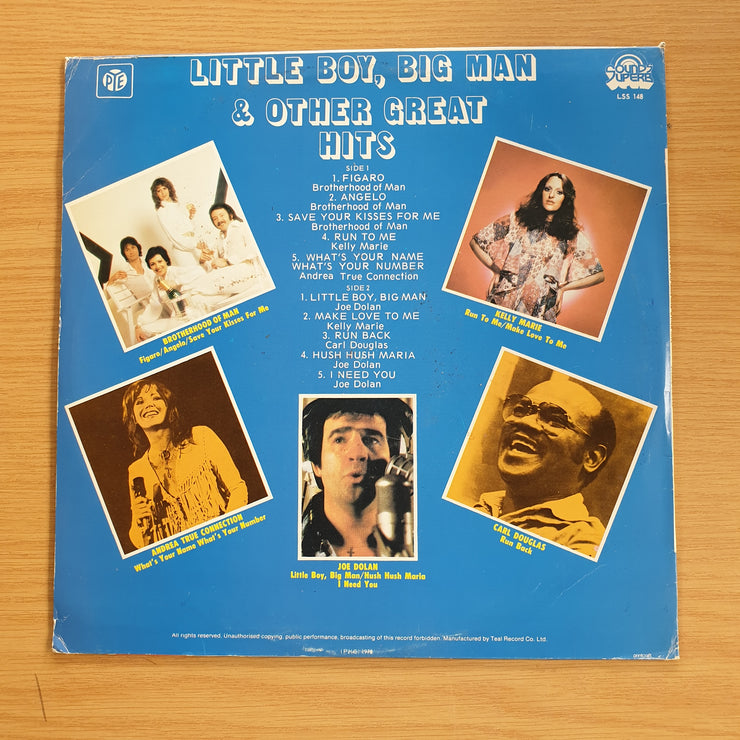 PYE
LITTLE BOY, BIG MAN
& OTHER GREAT
HITS
SOUNDS SUPERB
LSS 148
SIDE 1
1. FIGARO
Brotherhood of Man
2. ANGELO
Brotherhood of Man
3. SAVE YOUR KISSES FOR ME
Brotherhood of Man
4. RUN TO ME
Kelly Marie
5. WHAT'S YOUR NAME
WHAT'S YOUR NUMBER
Andrea True Connection
SIDE 2
1. LITTLE BOY, BIG MAN
Joe Dolan
2. MAKE LOVE TO ME
Kelly Marie
3. RUN BACK
Carl Douglas
4. HUSH HUSH MARIA
Joe Dolan
5. I NEED YOU
Joe Dolan
BROTHERHOOD OF MAN
Figaro/Angelo/Save Your Kisses For Me
KELLY MARIE
Run To Me/Make Love To Me
ANDREA TRUE CONNECTION
What's Your Name What's Your Number
JOE DOLAN
Little Boy, Big Man/Hush Hush Maria
I Need You
CARL DOUGLAS
Run Back
All rights reserved. Unauthorised copying, public performance, broadcasting of this record forbidden. Manufactured by Teal Record Co. Ltd.
1978